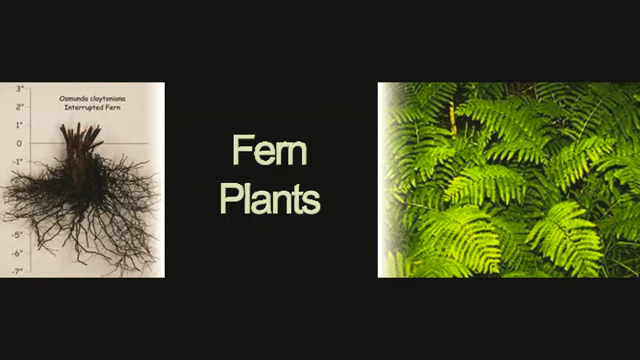 3"
Osmunda claytoniana
Interrupted Fern
2"
1"
0
-1"
-5"
-6"
-7"
Fern
Plants